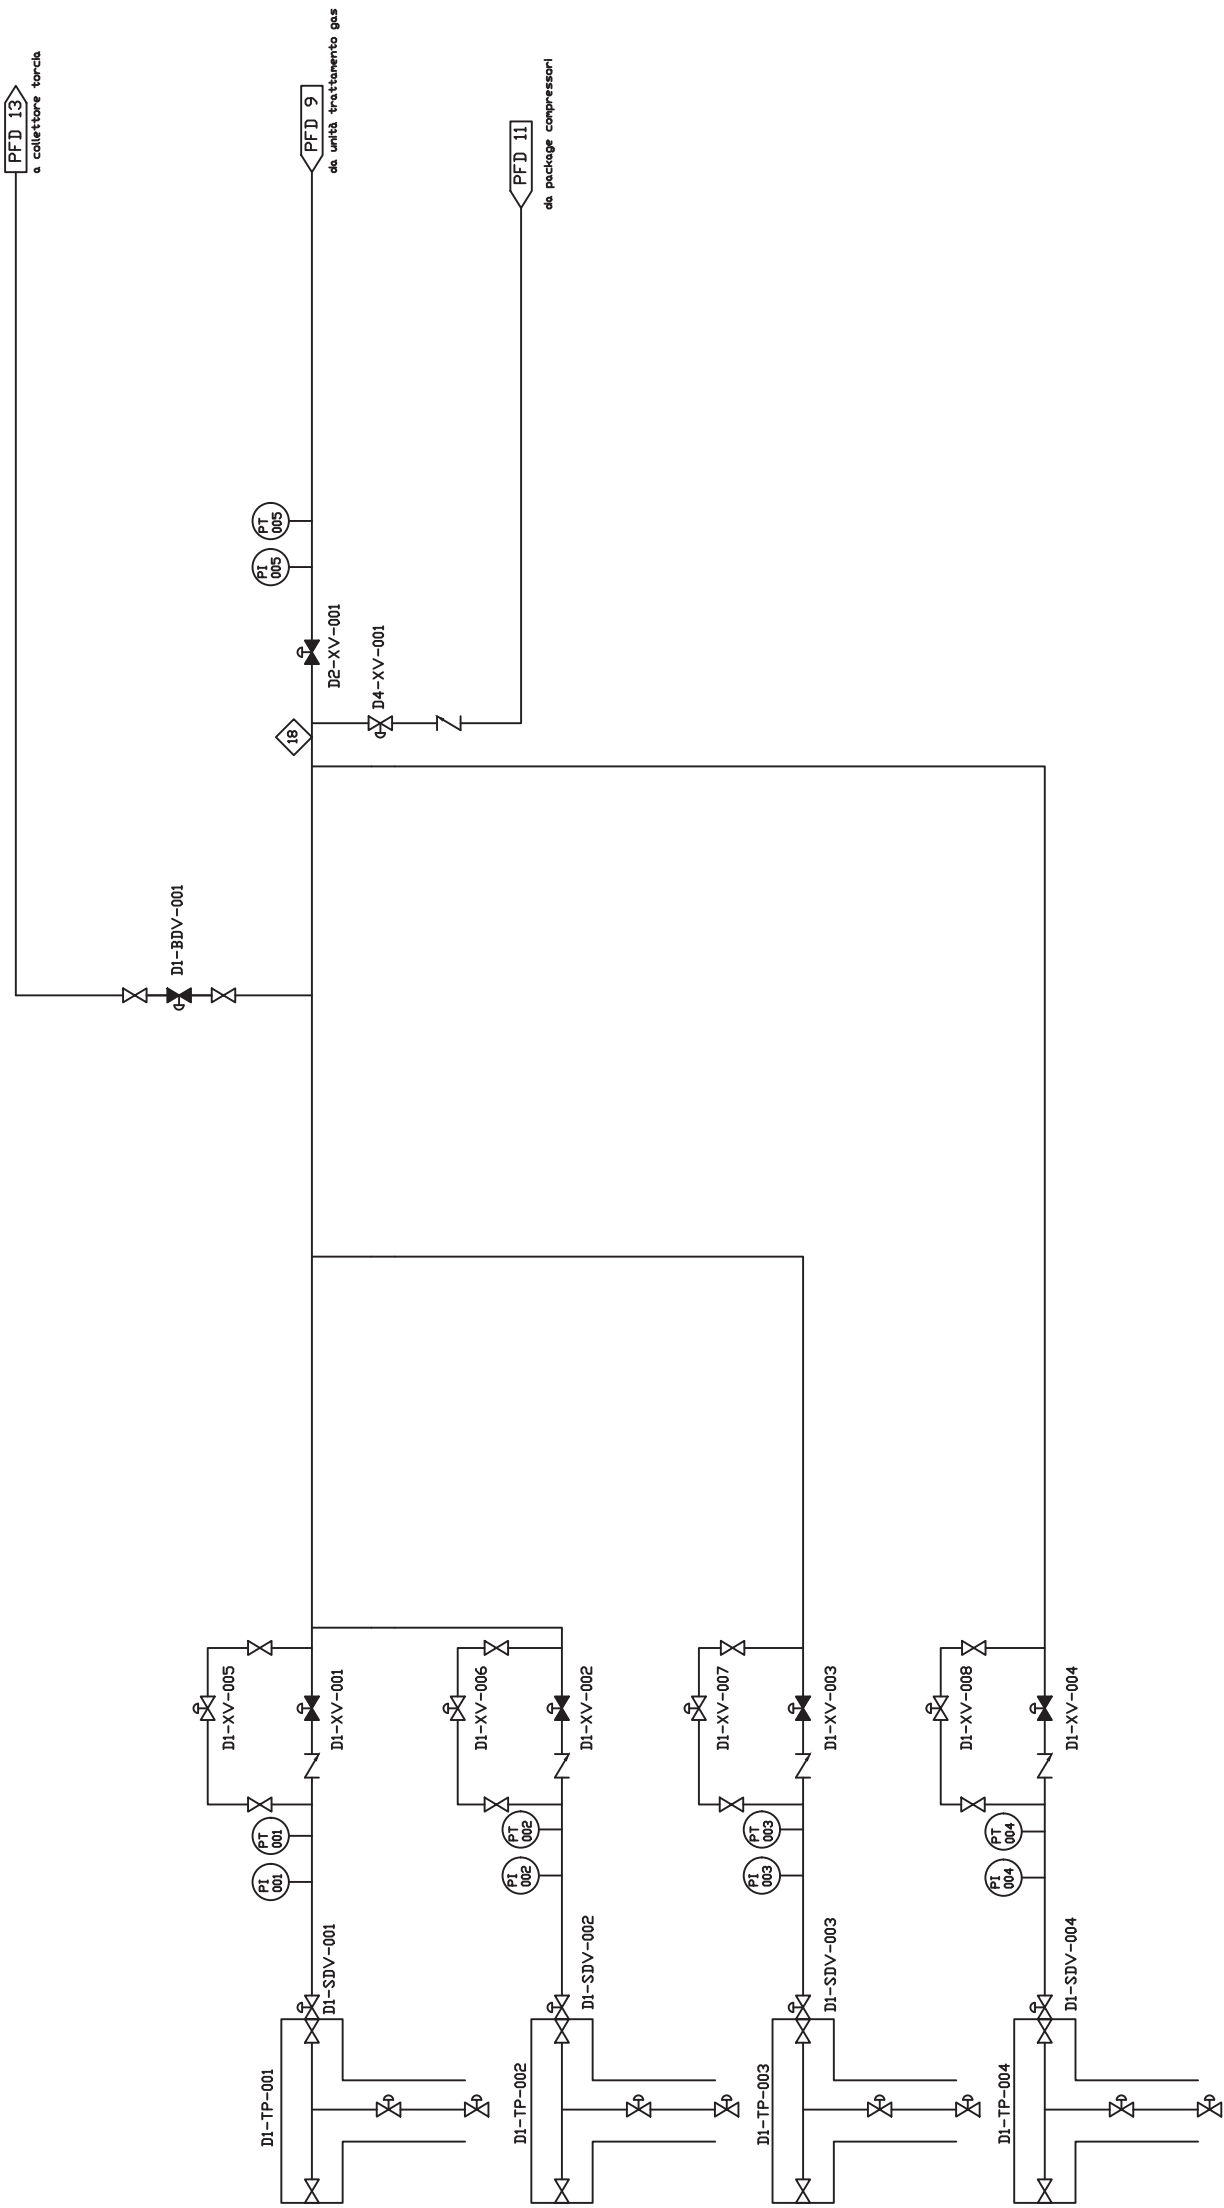 PFD 13
a collettore torcia
PFD 9
da unità trattamento gas
PFD 11
da package compressori
PT
005
PI
005
D2-XV-001
D4-XV-001
18
D1-BDV-001
D1-XV-005
D1-XV-001
PT
001
PI
001
D1-SDV-001
D1-TP-001
D1-XV-006
D1-XV-002
PT
002
PI
002
D1-SDV-002
D1-TP-002
D1-XV-007
D1-XV-003
PT
003
PI
003
D1-SDV-003
D1-TP-003
D1-XV-008
D1-XV-004
PT
004
PI
004
D1-SDV-004
D1-TP-004